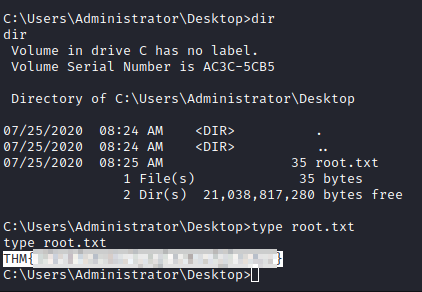 C:\Users\Administrator\Desktop>dir
dir
 Volume in drive C has no label.
 Volume Serial Number is AC3C-5CB5

 Directory of C:\Users\Administrator\Desktop

07/25/2020  08:24 AM    <DIR>          .
07/25/2020  08:24 AM    <DIR>          ..
07/25/2020  08:25 AM                35 root.txt
               1 File(s)             35 bytes
               2 Dir(s)  21,038,817,280 bytes free

C:\Users\Administrator\Desktop>type root.txt
type root.txt
THM{ }
C:\Users\Administrator\Desktop>